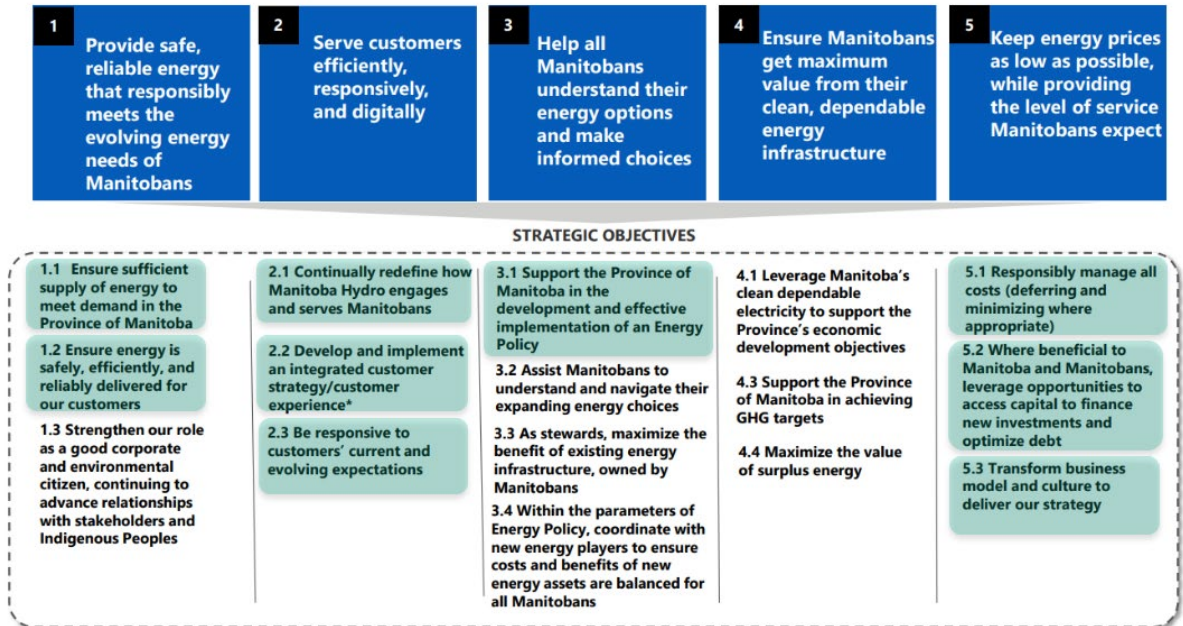 1
Provide safe,
reliable energy
that responsibly
meets the
evolving energy
needs of
Manitobans
2
Serve customers
efficiently,
responsively,
and digitally
3
Help all
Manitobans
understand their
energy options
and make
informed choices
4
Ensure Manitobans
get maximum
value from their
clean, dependable
energy
infrastructure
5
Keep energy prices
as low as possible,
while providing
the level of service
Manitobans expect
STRATEGIC OBJECTIVES
1.1 Ensure sufficient
supply of energy to
meet demand in the
Province of Manitoba
1.2 Ensure energy is
safely, efficiently, and
reliably delivered for
our customers
1.3 Strengthen our role
as a good corporate
and environmental
citizen, continuing to
advance relationships
with stakeholders and
Indigenous Peoples
2.1 Continually redefine how
Manitoba Hydro engages
and serves Manitobans
2.2 Develop and implement
an integrated customer
strategy/customer
experience*
2.3 Be responsive to
customers' current and
evolving expectations
3.1 Support the Province of
Manitoba in the
development and effective
implementation of an Energy
Policy
3.2 Assist Manitobans to
understand and navigate their
expanding energy choices
3.3 As stewards, maximize the
benefit of existing energy
infrastructure, owned by
Manitobans
3.4 Within the parameters of
Energy Policy, coordinate with
new energy players to ensure
costs and benefits of new
energy assets are balanced for
all Manitobans
4.1 Leverage Manitoba's
clean dependable
electricity to support the
Province's economic
development objectives
4.3 Support the Province
of Manitoba in achieving
GHG targets
4.4 Maximize the value
of surplus energy
5.1 Responsibly manage all
costs (deferring and
minimizing where
appropriate)
5.2 Where beneficial to
Manitoba and Manitobans,
leverage opportunities to
access capital to finance
new investments and
optimize debt
5.3 Transform business
model and culture to
deliver our strategy